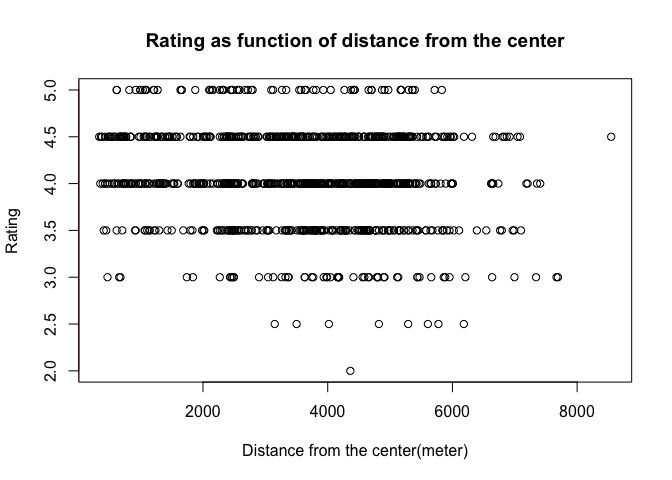 Rating as function of distance from the center
5.0
4.5
4.0
3.5
3.0
2.5
2.0
Rating
2000 4000 6000 8000
Distance from the center(meter)